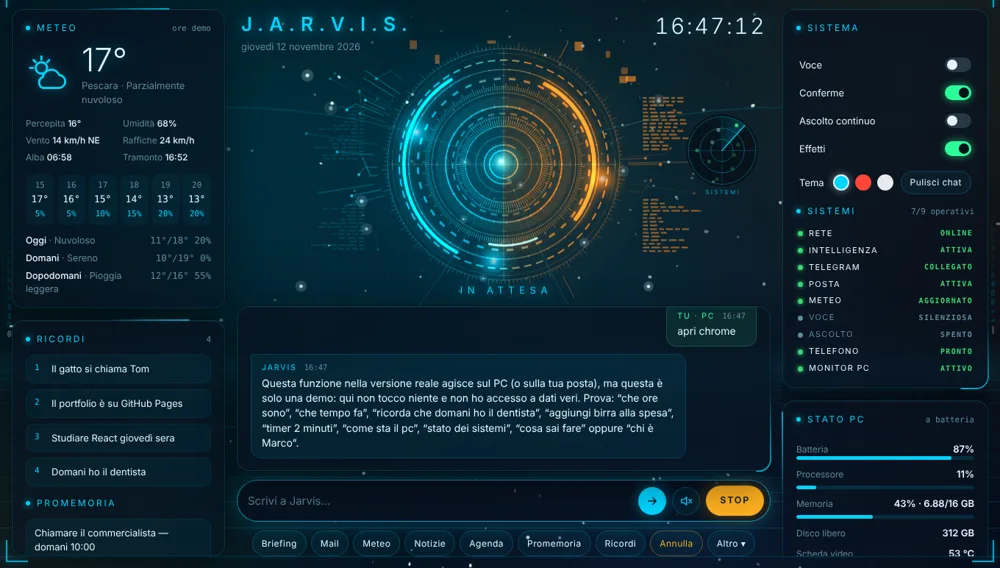 METEO
ore demo
17°
Pescara · Parzialmente
nuvoloso
Percepita 16°
Umidità 68%
Vento 14 km/h NE
Raffiche 24 km/h
Alba 06:58
Tramonto 16:52
15 16 17 18 19 20
17° 16° 15° 14° 13° 13°
5% 5% 10% 15% 20% 20%
Oggi · Nuvoloso 11°/18° 20%
Domani · Sereno 10°/19° 0%
Dopodomani · Pioggia 12°/16° 55%
leggera
RICORDI 4
1 Il gatto si chiama Tom
2 Il portfolio è su GitHub Pages
3 Studiare React giovedì sera
4 Domani ho il dentista
PROMEMORIA
Chiamare il commercialista —
domani 10:00
J.A.R.V.I.S.
giovedì 12 novembre 2026
16:47:12
SISTEMI
IN ATTESA
TU · PC 16:47
apri chrome
JARVIS 16:47
Questa funzione nella versione reale agisce sul PC (o sulla tua posta), ma questa è
solo una demo: qui non tocco niente e non ho accesso a dati veri. Prova: “che ore
sono”, “che tempo fa”, “ricorda che domani ho il dentista”, “aggiungi birra alla spesa”,
“timer 2 minuti”, “come sta il pc”, “stato dei sistemi”, “cosa sai fare” oppure “chi è
Marco”.
Scrivi a Jarvis...
STOP
Briefing Mail Meteo Notizie Agenda Promemoria Ricordi Annulla Altro ▾
SISTEMA
Voce
Conferme
Ascolto continuo
Effetti
Tema
Pulisci chat
SISTEMI 7/9 operativi
RETE ONLINE
INTELLIGENZA ATTIVA
TELEGRAM COLLEGATO
POSTA ATTIVA
METEO AGGIORNATO
VOCE SILENZIOSA
ASCOLTO SPENTO
TELEFONO PRONTO
MONITOR PC ATTIVO
STATO PC a batteria
Batteria 87%
Processore 11%
Memoria 43% · 6.88/16 GB
Disco libero 312 GB
Scheda video 53 °C